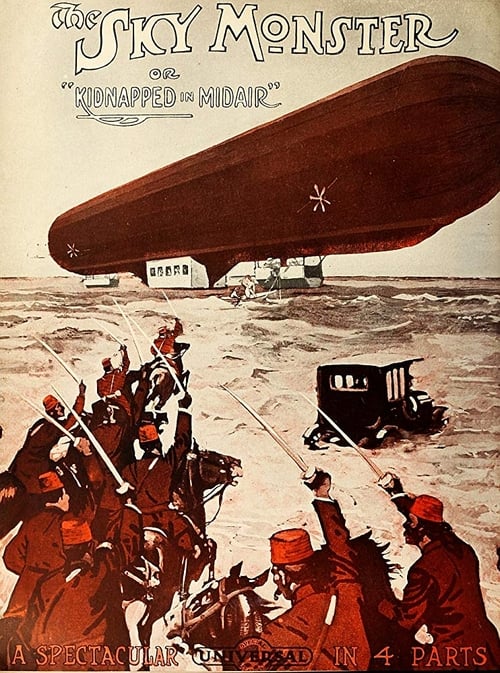 The SKY MONSTER
OR
"KIDNAPPED IN MIDAIR"
A SPECTACULAR UNIVERSAL IN 4 PARTS